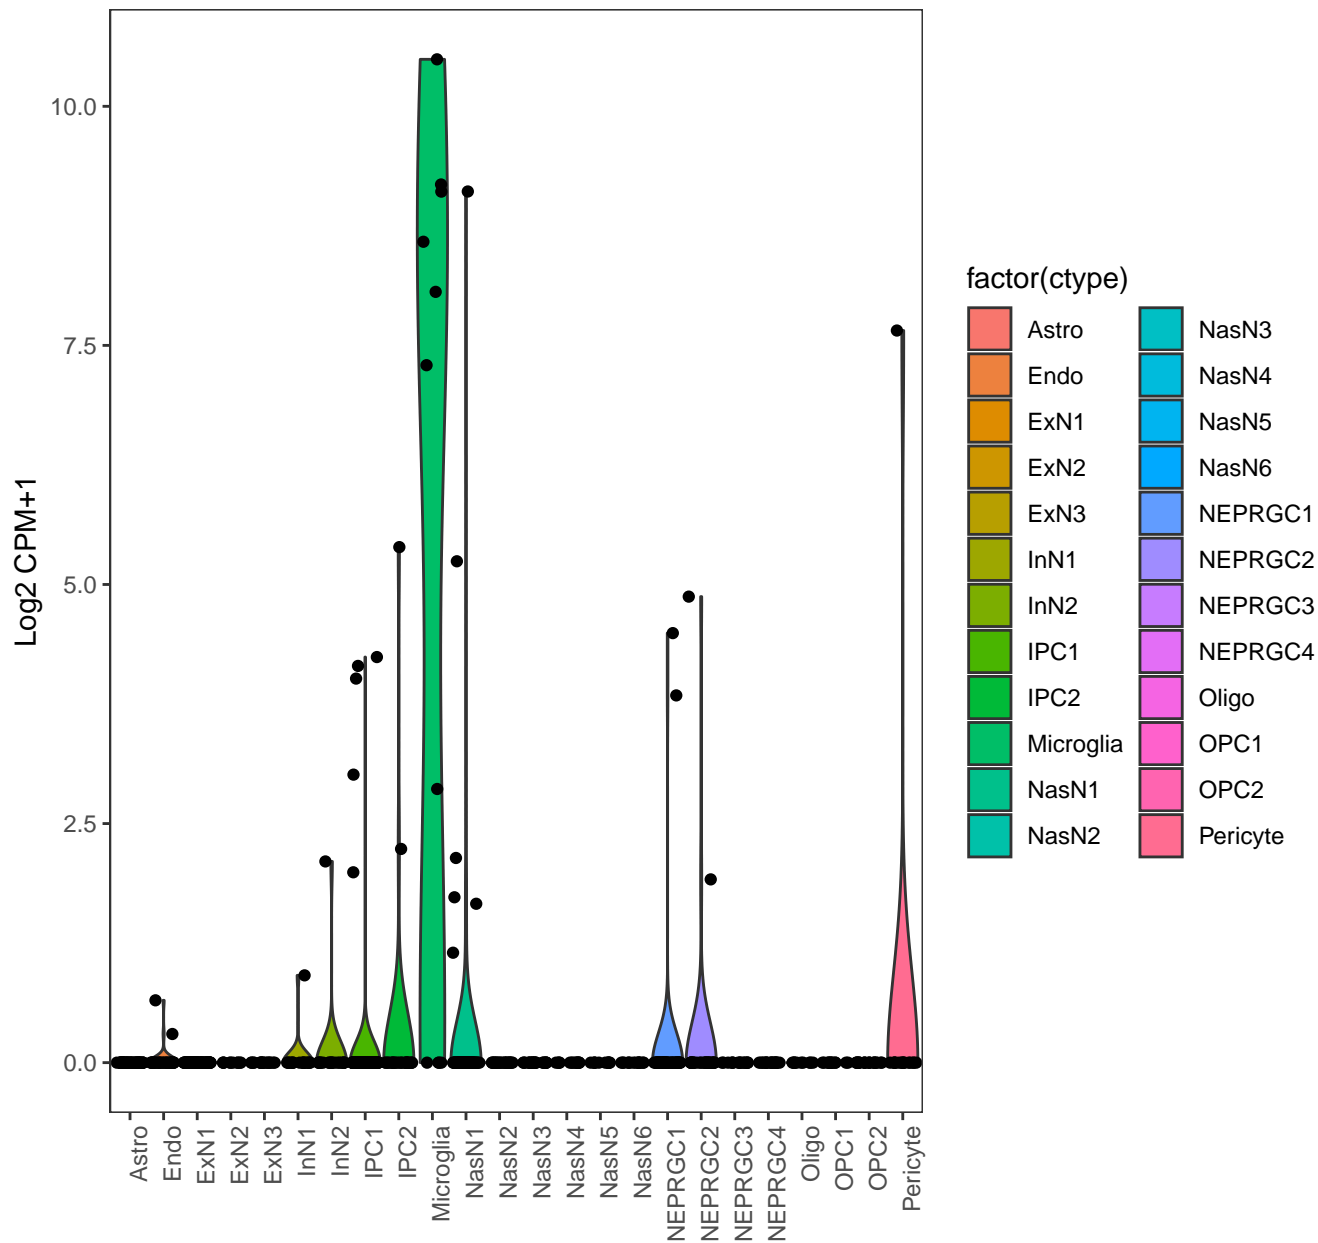 10.0
7.5
5.0
2.5
0.0
Log2 CPM+1
Astro
Endo
ExN1
ExN2
ExN3
InN1
InN2
IPC1
IPC2
Microglia
NasN1
NasN2
NasN3
NasN4
NasN5
NasN6
NEPRGC1
NEPRGC2
NEPRGC3
NEPRGC4
Oligo
OPC1
OPC2
Pericyte
factor(ctype)
Astro
Endo
ExN1
ExN2
ExN3
InN1
InN2
IPC1
IPC2
Microglia
NasN1
NasN2
NasN3
NasN4
NasN5
NasN6
NEPRGC1
NEPRGC2
NEPRGC3
NEPRGC4
Oligo
OPC1
OPC2
Pericyte